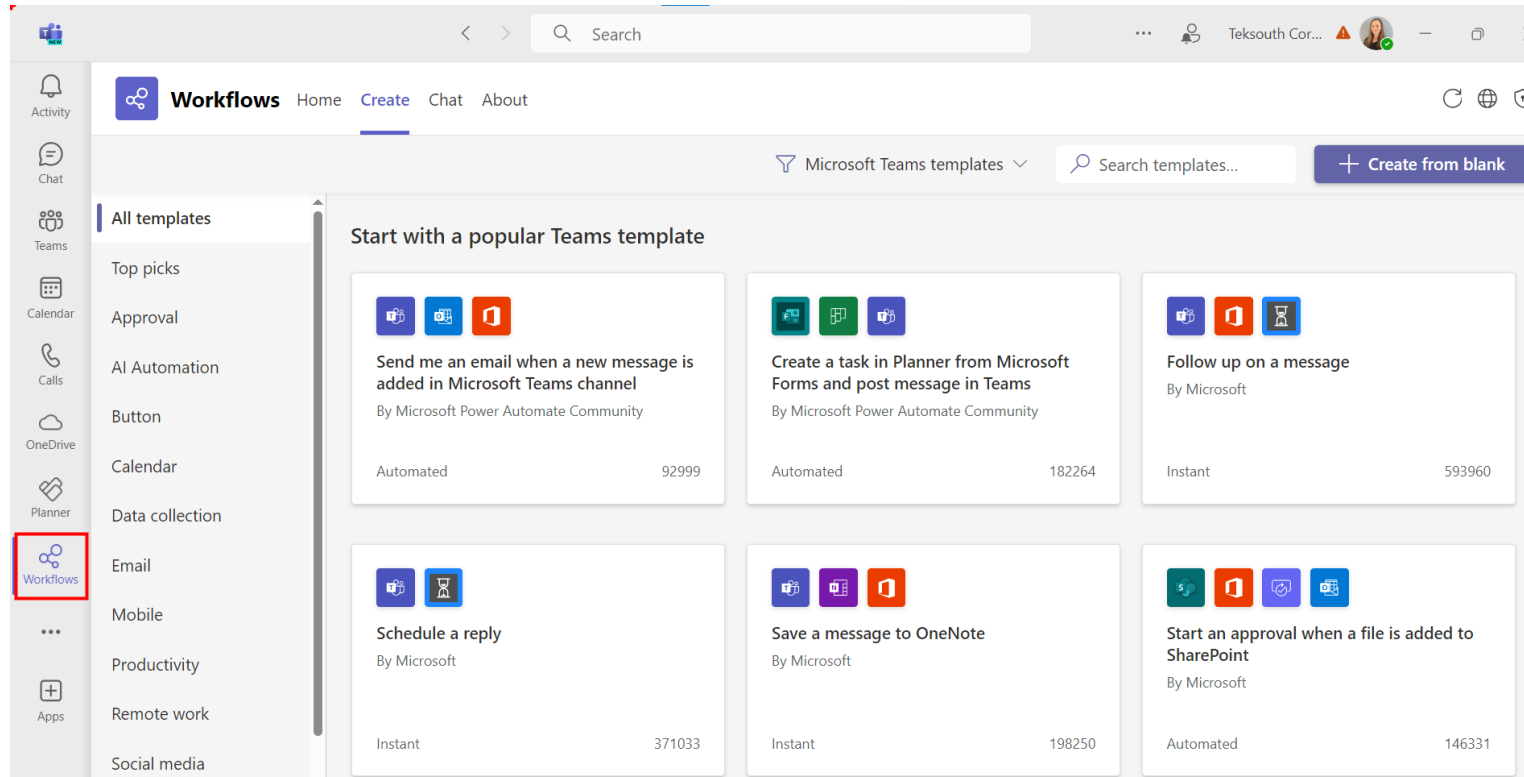 NEW
Search
Teksouth Cor...
Activity
Chat
Teams
Calendar
Calls
OneDrive
Planner
Workflows
Apps
Workflows Home Create Chat About
Microsoft Teams templates
Search templates...
Create from blank
All templates
Top picks
Approval
AI Automation
Button
Calendar
Data collection
Email
Mobile
Productivity
Remote work
Social media
Start with a popular Teams template
Send me an email when a new message is
added in Microsoft Teams channel
By Microsoft Power Automate Community
Automated 92999
Create a task in Planner from Microsoft
Forms and post message in Teams
By Microsoft Power Automate Community
Automated 182264
Follow up on a message
By Microsoft
Instant 593960
Schedule a reply
By Microsoft
Instant 371033
Save a message to OneNote
By Microsoft
Instant 198250
Start an approval when a file is added to
SharePoint
By Microsoft
Automated 146331